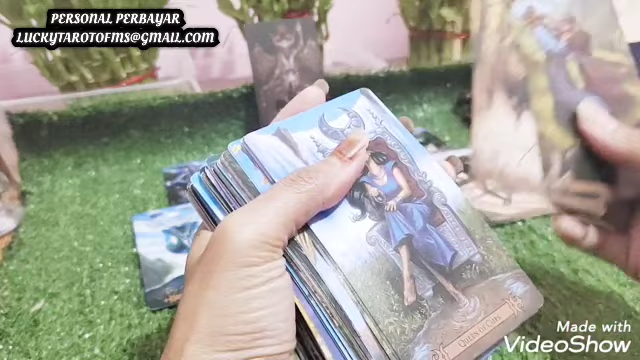 PERSONAL PERBAYAR
LUCKYTAROTOFMS@GMAIL.COM
QUEEN OF CUPS
Made with
VideoShow